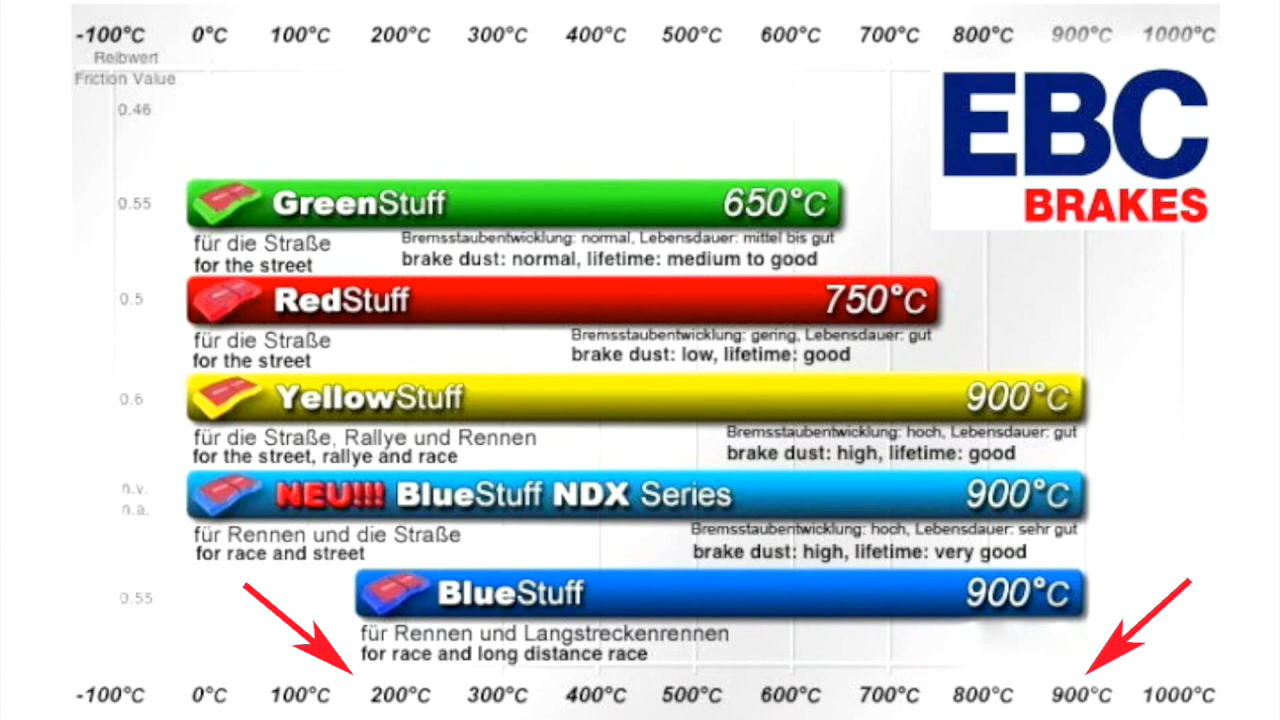 -100°C 0°C 100°C 200°C 300°C 400°C 500°C 600°C 700°C 800°C 900°C 1000°C
Reibwert
Friction Value
0.46
EBC
BRAKES
0.55
GreenStuff 650°C
für die Straße
for the street
Bremsstaubentwicklung: normal, Lebensdauer: mittel bis gut
brake dust: normal, lifetime: medium to good
0.5
RedStuff 750°C
für die Straße
for the street
Bremsstaubentwicklung: gering, Lebensdauer: gut
brake dust: low, lifetime: good
0.6
YellowStuff 900°C
für die Straße, Rallye und Rennen
for the street, rallye and race
Bremsstaubentwicklung: hoch, Lebensdauer: gut
brake dust: high, lifetime: good
n.v.
n.a.
NEU!!! BlueStuff NDX Series 900°C
für Rennen und die Straße
for race and street
Bremsstaubentwicklung: hoch, Lebensdauer: sehr gut
brake dust: high, lifetime: very good
0.55
BlueStuff 900°C
für Rennen und Langstreckenrennen
for race and long distance race
-100°C 0°C 100°C 200°C 300°C 400°C 500°C 600°C 700°C 800°C 900°C 1000°C